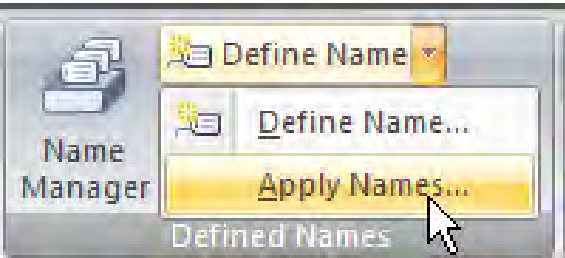 Define Name
Define Name...
Name
Manager
Apply Names...
Defined Names